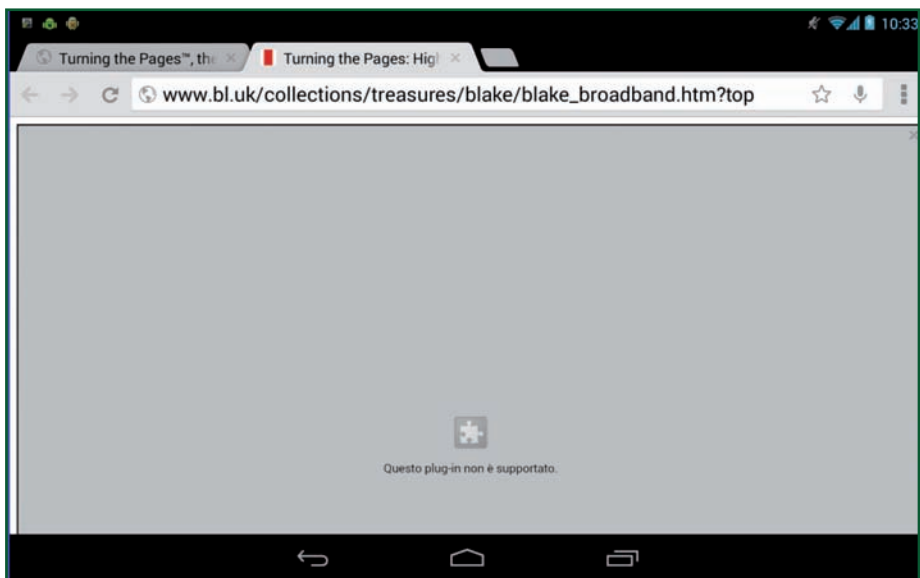 10:33
Turning the Pages™, the
Turning the Pages: Hig
www.bl.uk/collections/treasures/blake/blake_broadband.htm?top
Questo plug-in non è supportato.